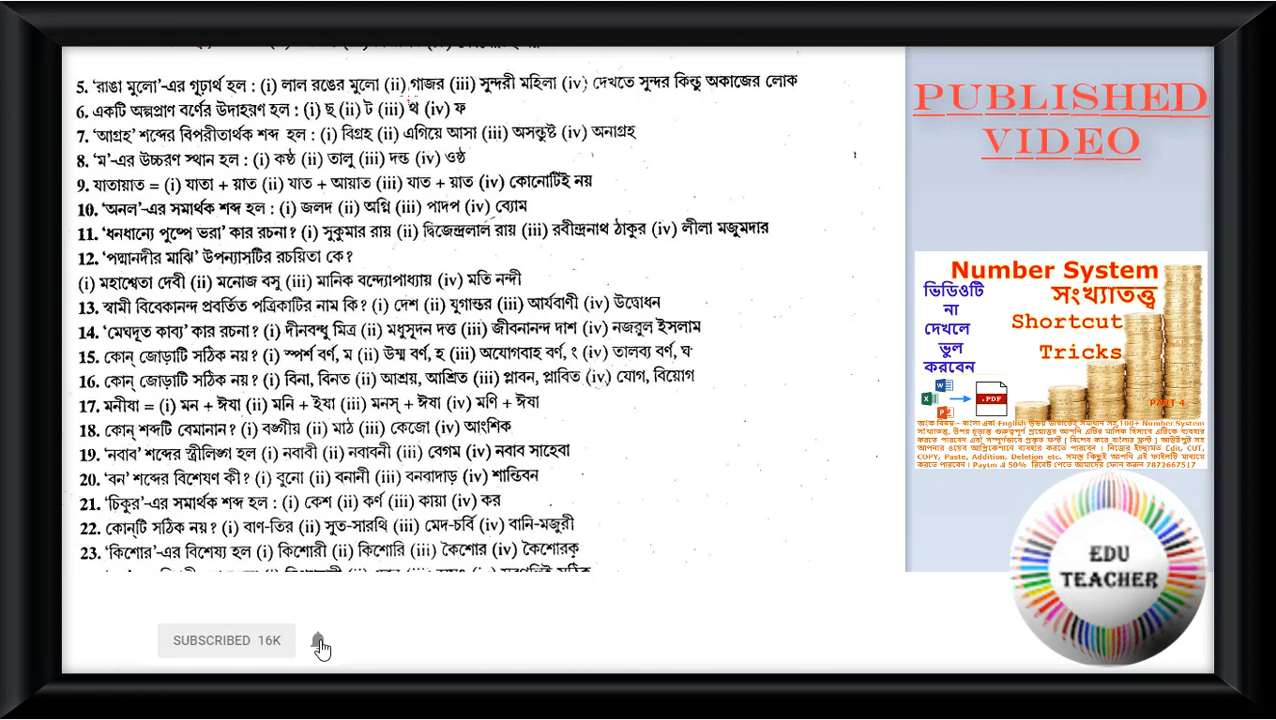 5. ‘রাঙা মুলো’-এর গূঢ়ার্থ হল : (i) লাল রঙের মুলো (ii) গাজর (iii) সুন্দরী মহিলা (iv) দেখতে সুন্দর কিন্তু অকাজের লোক
6. একটি অল্পপ্রাণ বর্ণের উদাহরণ হল : (i) ছ (ii) ট (iii) থ (iv) ফ
7. ‘আগ্রহ’ শব্দের বিপরীতার্থক শব্দ হল : (i) বিগ্রহ (ii) এগিয়ে আসা (iii) অসন্তুষ্ট (iv) অনাগ্রহ
8. ‘ম’-এর উচ্চরণ স্থান হল : (i) কণ্ঠ (ii) তালু (iii) দন্ত (iv) ওষ্ঠ
9. যাতায়াত = (i) যাতা + য়াত (ii) যাত + আয়াত (iii) যাত + য়াত (iv) কোনোটিই নয়
10. ‘অনল’-এর সমার্থক শব্দ হল : (i) জলদ (ii) অগ্নি (iii) পাদপ (iv) ব্যোম
11. ‘ধনধান্যে পুষ্পে ভরা’ কার রচনা? (i) সুকুমার রায় (ii) দ্বিজেন্দ্রলাল রায় (iii) রবীন্দ্রনাথ ঠাকুর (iv) লীলা মজুমদার
12. ‘পদ্মানদীর মাঝি’ উপন্যাসটির রচয়িতা কে?
(i) মহাশ্বেতা দেবী (ii) মনোজ বসু (iii) মানিক বন্দ্যোপাধ্যায় (iv) মতি নন্দী
13. স্বামী বিবেকানন্দ প্রবর্তিত পত্রিকাটির নাম কি? (i) দেশ (ii) যুগান্তর (iii) আর্যবাণী (iv) উদ্বোধন
14. ‘মেঘদূত কাব্য’ কার রচনা? (i) দীনবন্ধু মিত্র (ii) মধুসূদন দত্ত (iii) জীবনানন্দ দাশ (iv) নজরুল ইসলাম
15. কোন্ জোড়াটি সঠিক নয়? (i) স্পর্শ বর্ণ, ম (ii) উষ্ম বর্ণ, হ (iii) অযোগবাহ বর্ণ, ং (iv) তালব্য বর্ণ, ঘ
16. কোন্ জোড়াটি সঠিক নয়? (i) বিনা, বিনত (ii) আশ্রয়, আশ্রিত (iii) প্লাবন, প্লাবিত (iv) যোগ, বিয়োগ
17. মনীষা = (i) মন + ঈষা (ii) মনি + ইষা (iii) মনস্ + ঈষা (iv) মণি + ঈষা
18. কোন্ শব্দটি বেমানান? (i) বঙ্গীয় (ii) মাঠ (iii) কেজো (iv) আংশিক
19. ‘নবাব’ শব্দের স্ত্রীলিঙ্গ হল (i) নবাবী (ii) নবাবনী (iii) বেগম (iv) নবাব সাহেবা
20. ‘বন’ শব্দের বিশেষণ কী? (i) বুনো (ii) বনানী (iii) বনবাদাড় (iv) শান্তিবন
21. ‘চিকুর’-এর সমার্থক শব্দ হল : (i) কেশ (ii) কর্ণ (iii) কায়া (iv) কর
22. কোন্‌টি সঠিক নয়? (i) বাণ-তির (ii) সুত-সারথি (iii) মেদ-চর্বি (iv) বানি-মজুরী
23. ‘কিশোর’-এর বিশেষ্য হল (i) কিশোরী (ii) কিশোরি (iii) কৈশোর (iv) কৈশোরক
SUBSCRIBED 16K
PUBLISHED
VIDEO
Number System
সংখ্যাতত্ত্ব
ভিডিওটি
না
দেখলে
ভুল
করবেন
Shortcut
Tricks
PDF
PART 4
EDU
TEACHER